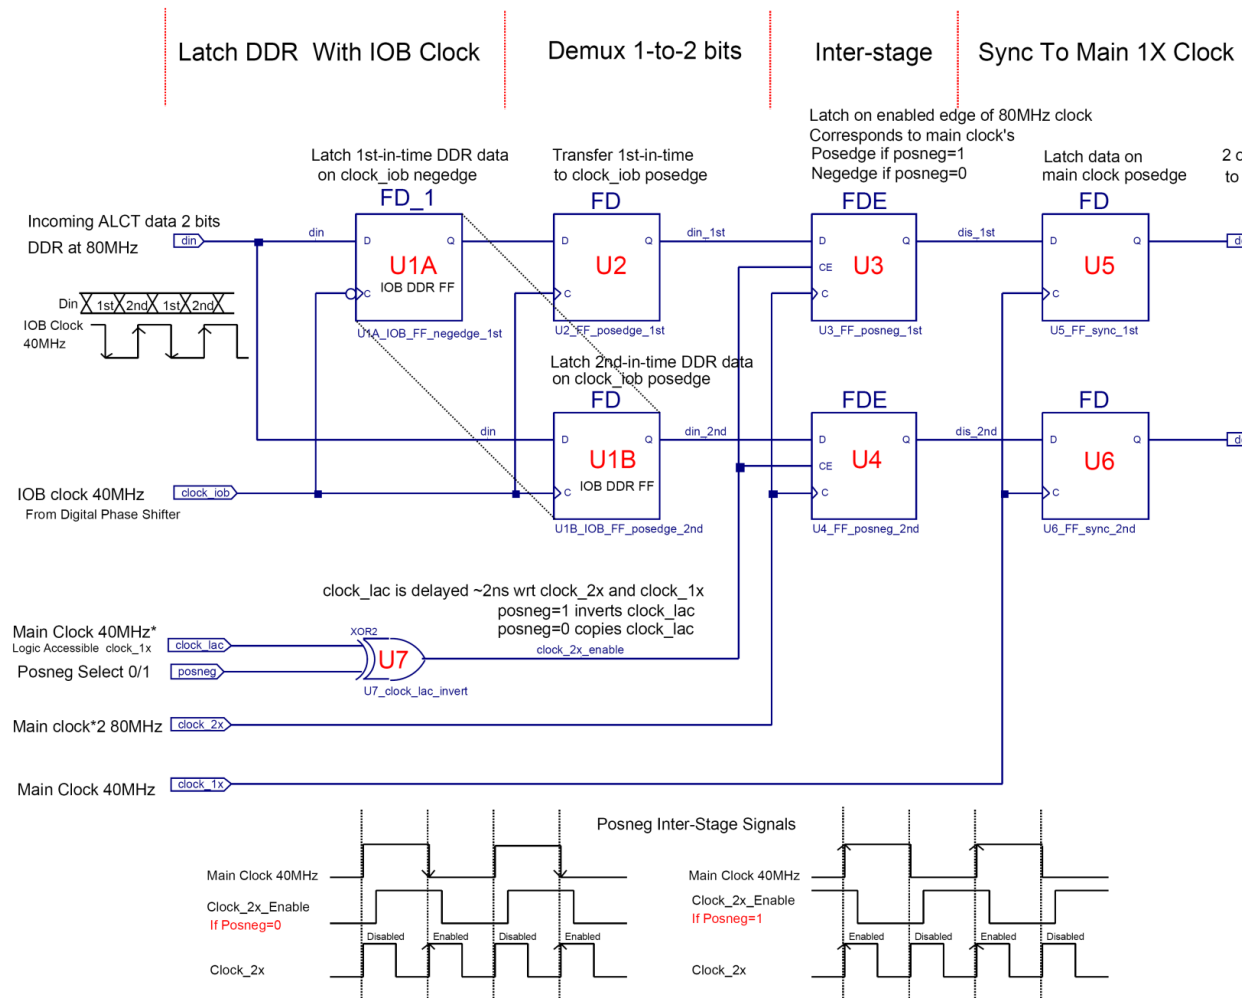 Latch DDR  With IOB Clock
Demux 1-to-2 bits
Inter-stage
Sync To Main 1X Clock
Latch on enabled edge of 80MHz clock
Corresponds to main clock's
Posedge if posneg=1
Negedge if posneg=0
Latch 1st-in-time DDR data
on clock_iob negedge
Transfer 1st-in-time
to clock_iob posedge
Latch data on
main clock posedge
2 c
to
FD_1
FD
FDE
FD
Incoming ALCT data 2 bits
DDR at 80MHz
din
din
D
Q
U1A
IOB DDR FF
C
U1A_IOB_FF_negedge_1st
D
Q
U2
C
U2_FF_posedge_1st
din_1st
D
Q
CE
U3
C
U3_FF_posneg_1st
dis_1st
D
Q
U5
C
U5_FF_sync_1st
d
Din
1st
2nd
1st
2nd
IOB Clock
40MHz
Latch 2nd-in-time DDR data
on clock_iob posedge
FD
FDE
FD
din
D
Q
U1B
IOB DDR FF
C
U1B_IOB_FF_posedge_2nd
din_2nd
D
Q
CE
U4
C
U4_FF_posneg_2nd
dis_2nd
D
Q
U6
C
U6_FF_sync_2nd
d
IOB clock 40MHz
From Digital Phase Shifter
clock_iob
clock_lac is delayed ~2ns wrt clock_2x and clock_1x
posneg=1 inverts clock_lac
posneg=0 copies clock_lac
Main Clock 40MHz*
Logic Accessible  clock_1x
clock_lac
Posneg Select 0/1
posneg
XOR2
U7
U7_clock_lac_invert
clock_2x_enable
Main clock*2 80MHz
clock_2x
Main Clock 40MHz
clock_1x
Posneg Inter-Stage Signals
Main Clock 40MHz
Clock_2x_Enable
If Posneg=0
Disabled
Enabled
Disabled
Enabled
Clock_2x
Main Clock 40MHz
Clock_2x_Enable
If Posneg=1
Enabled
Disabled
Enabled
Disabled
Clock_2x